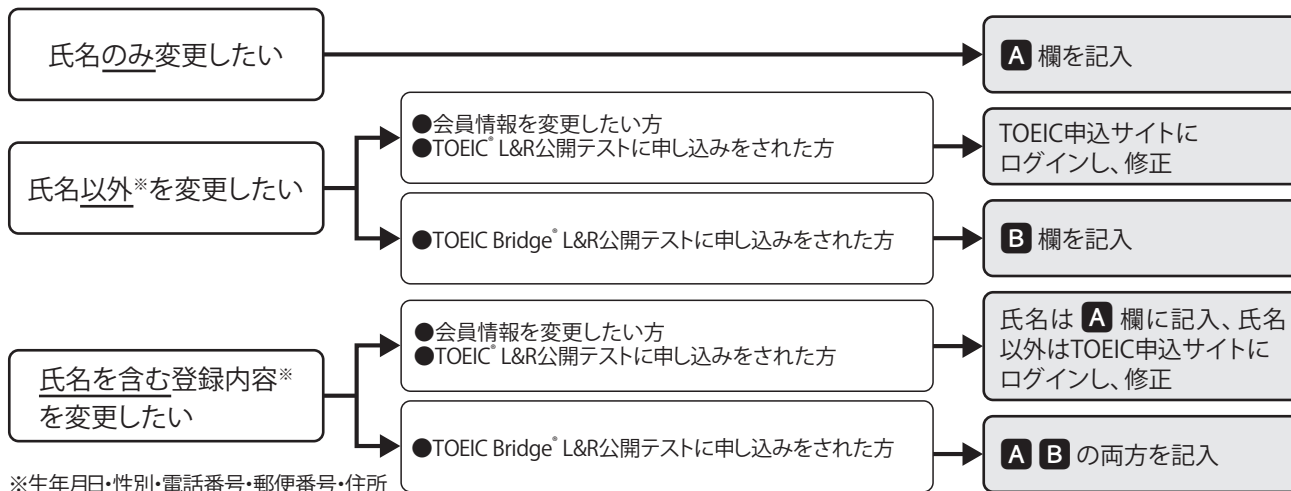 氏名のみ変更したい
A 欄を記入
氏名以外※を変更したい
●会員情報を変更したい方
●TOEIC® L&R公開テストに申し込みをされた方
TOEIC申込サイトに
ログインし、修正
●TOEIC Bridge® L&R公開テストに申し込みをされた方
B 欄を記入
氏名を含む登録内容※
を変更したい
●会員情報を変更したい方
●TOEIC® L&R公開テストに申し込みをされた方
氏名は A 欄に記入、氏名
以外はTOEIC申込サイトに
ログインし、修正
●TOEIC Bridge® L&R公開テストに申し込みをされた方
A B の両方を記入
※生年月日・性別・電話番号・郵便番号・住所